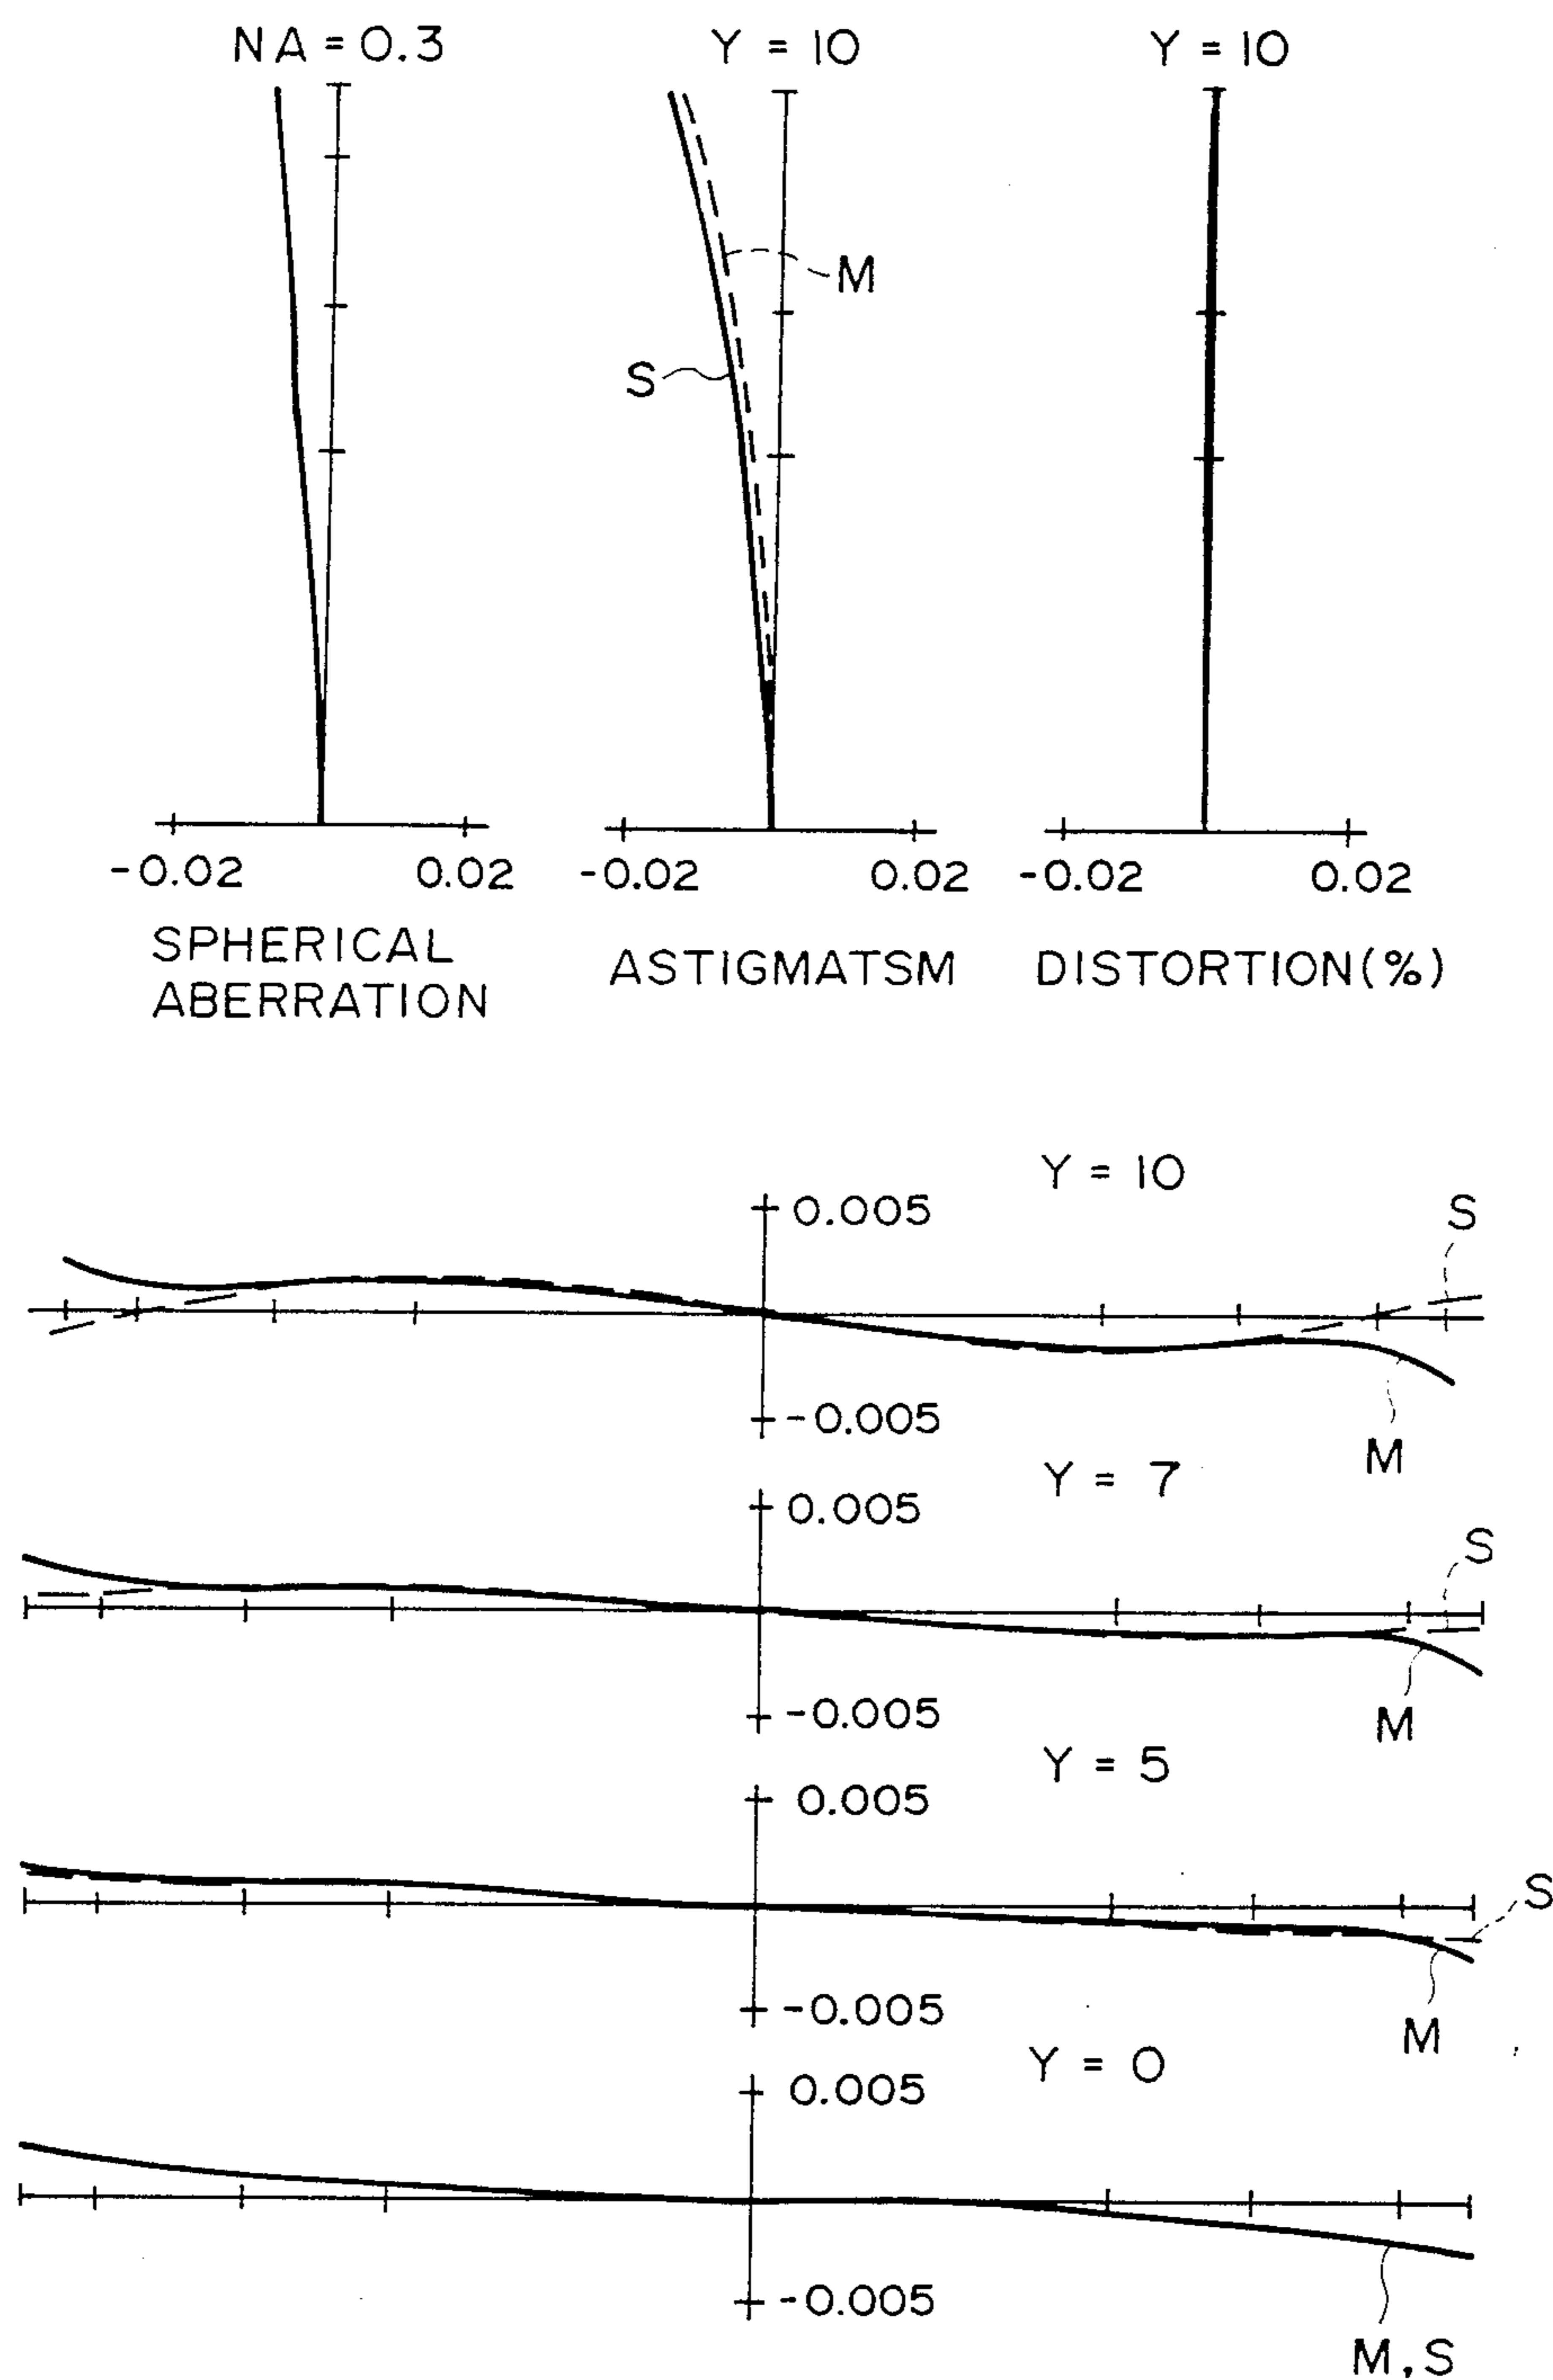 NA = 0.3
Y = 10
Y = 10
M
S
-0.02 0.02
-0.02 0.02
-0.02 0.02
SPHERICAL
ABERRATION
ASTIGMATSM
DISTORTION(%)
Y = 10
0.005
S
-0.005
M
Y = 7
0.005
S
-0.005
M
Y = 5
0.005
S
-0.005
M
Y = 0
0.005
-0.005
M, S